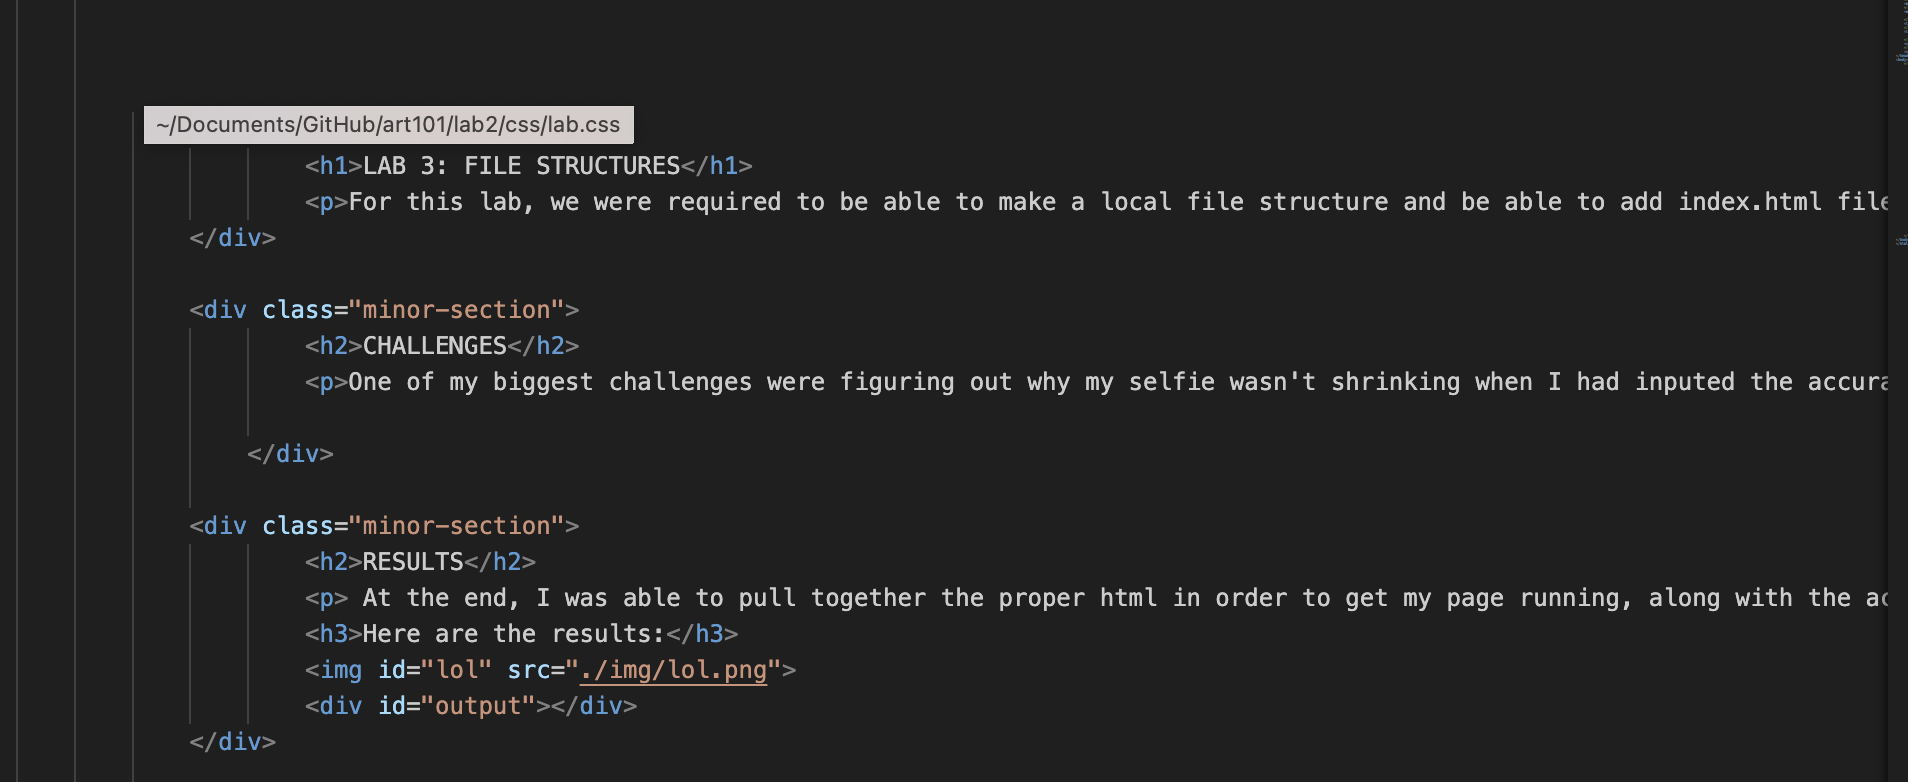 ~/Documents/GitHub/art101/lab2/css/lab.css
<h1>LAB 3: FILE STRUCTURES</h1>
<p>For this lab, we were required to be able to make a local file structure and be able to add index.html file
</div>
<div class="minor-section">
<h2>CHALLENGES</h2>
<p>One of my biggest challenges were figuring out why my selfie wasn't shrinking when I had inputed the accura
</div>
<div class="minor-section">
<h2>RESULTS</h2>
<p> At the end, I was able to pull together the proper html in order to get my page running, along with the ac
<h3>Here are the results:</h3>
<img id="lol" src="./img/lol.png">
<div id="output"></div>
</div>